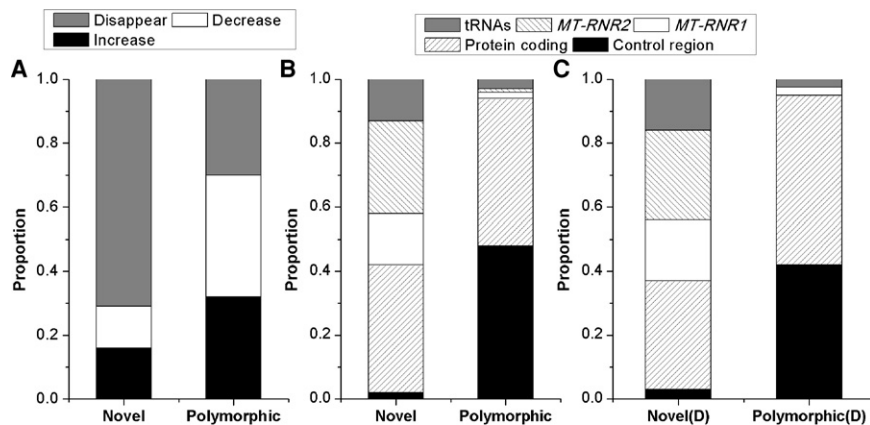 Disappear Decrease
Increase
tRNAs MT-RNR2 MT-RNR1
Protein coding Control region
A
1.0
0.8
0.6
0.4
0.2
0.0
Proportion
Novel Polymorphic
B
1.0
0.8
0.6
0.4
0.2
0.0
Proportion
Novel Polymorphic
C
1.0
0.8
0.6
0.4
0.2
0.0
Proportion
Novel(D) Polymorphic(D)